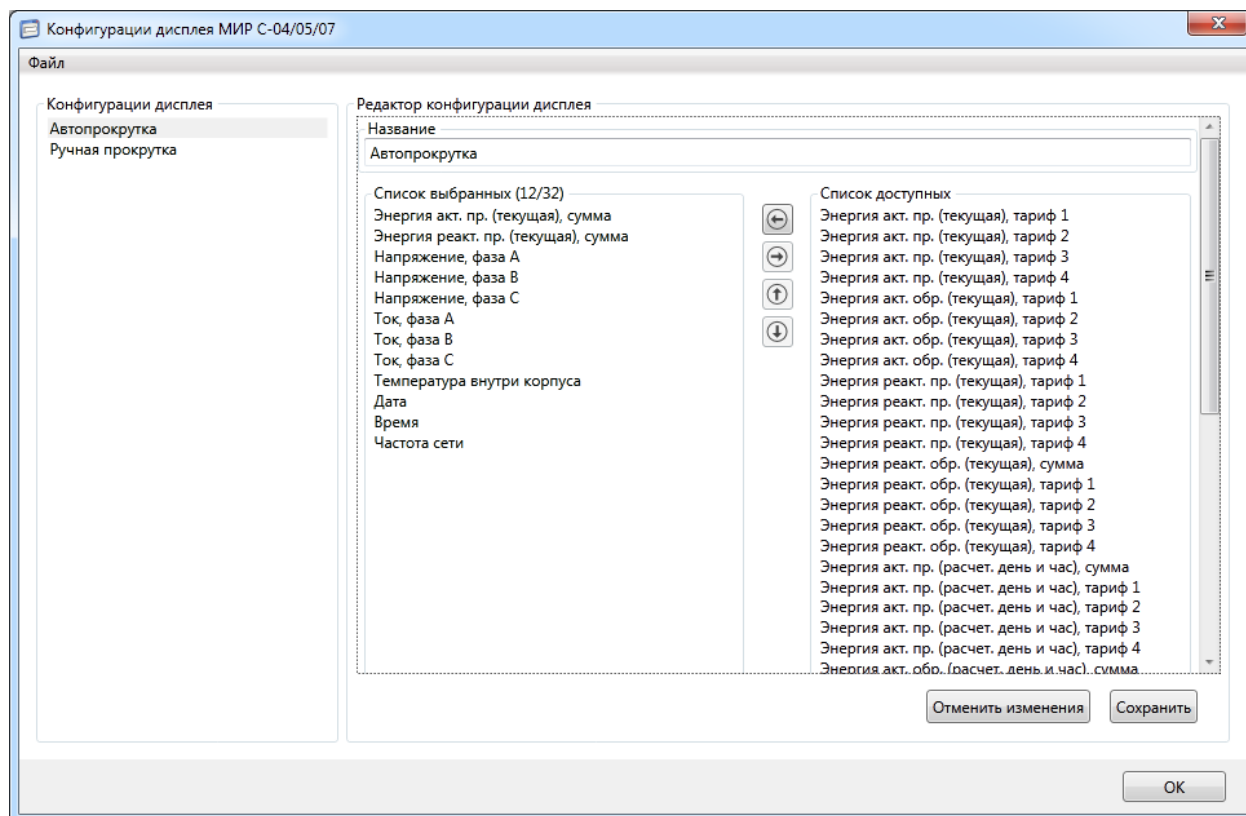 Конфигурации дисплея МИР С-04/05/07
Файл
Конфигурации дисплея
Автопрокрутка
Ручная прокрутка
Редактор конфигурации дисплея
Название
Автопрокрутка
Список выбранных (12/32)
Энергия акт. пр. (текущая), сумма
Энергия реакт. пр. (текущая), сумма
Напряжение, фаза A
Напряжение, фаза B
Напряжение, фаза C
Ток, фаза A
Ток, фаза B
Ток, фаза C
Температура внутри корпуса
Дата
Время
Частота сети
Список доступных
Энергия акт. пр. (текущая), тариф 1
Энергия акт. пр. (текущая), тариф 2
Энергия акт. пр. (текущая), тариф 3
Энергия акт. пр. (текущая), тариф 4
Энергия акт. обр. (текущая), тариф 1
Энергия акт. обр. (текущая), тариф 2
Энергия акт. обр. (текущая), тариф 3
Энергия акт. обр. (текущая), тариф 4
Энергия реакт. пр. (текущая), тариф 1
Энергия реакт. пр. (текущая), тариф 2
Энергия реакт. пр. (текущая), тариф 3
Энергия реакт. пр. (текущая), тариф 4
Энергия реакт. обр. (текущая), сумма
Энергия реакт. обр. (текущая), тариф 1
Энергия реакт. обр. (текущая), тариф 2
Энергия реакт. обр. (текущая), тариф 3
Энергия реакт. обр. (текущая), тариф 4
Энергия акт. пр. (расчет. день и час), сумма
Энергия акт. пр. (расчет. день и час), тариф 1
Энергия акт. пр. (расчет. день и час), тариф 2
Энергия акт. пр. (расчет. день и час), тариф 3
Энергия акт. пр. (расчет. день и час), тариф 4
Энергия акт. обр. (расчет. день и час), сумма
Отменить изменения
Сохранить
OK